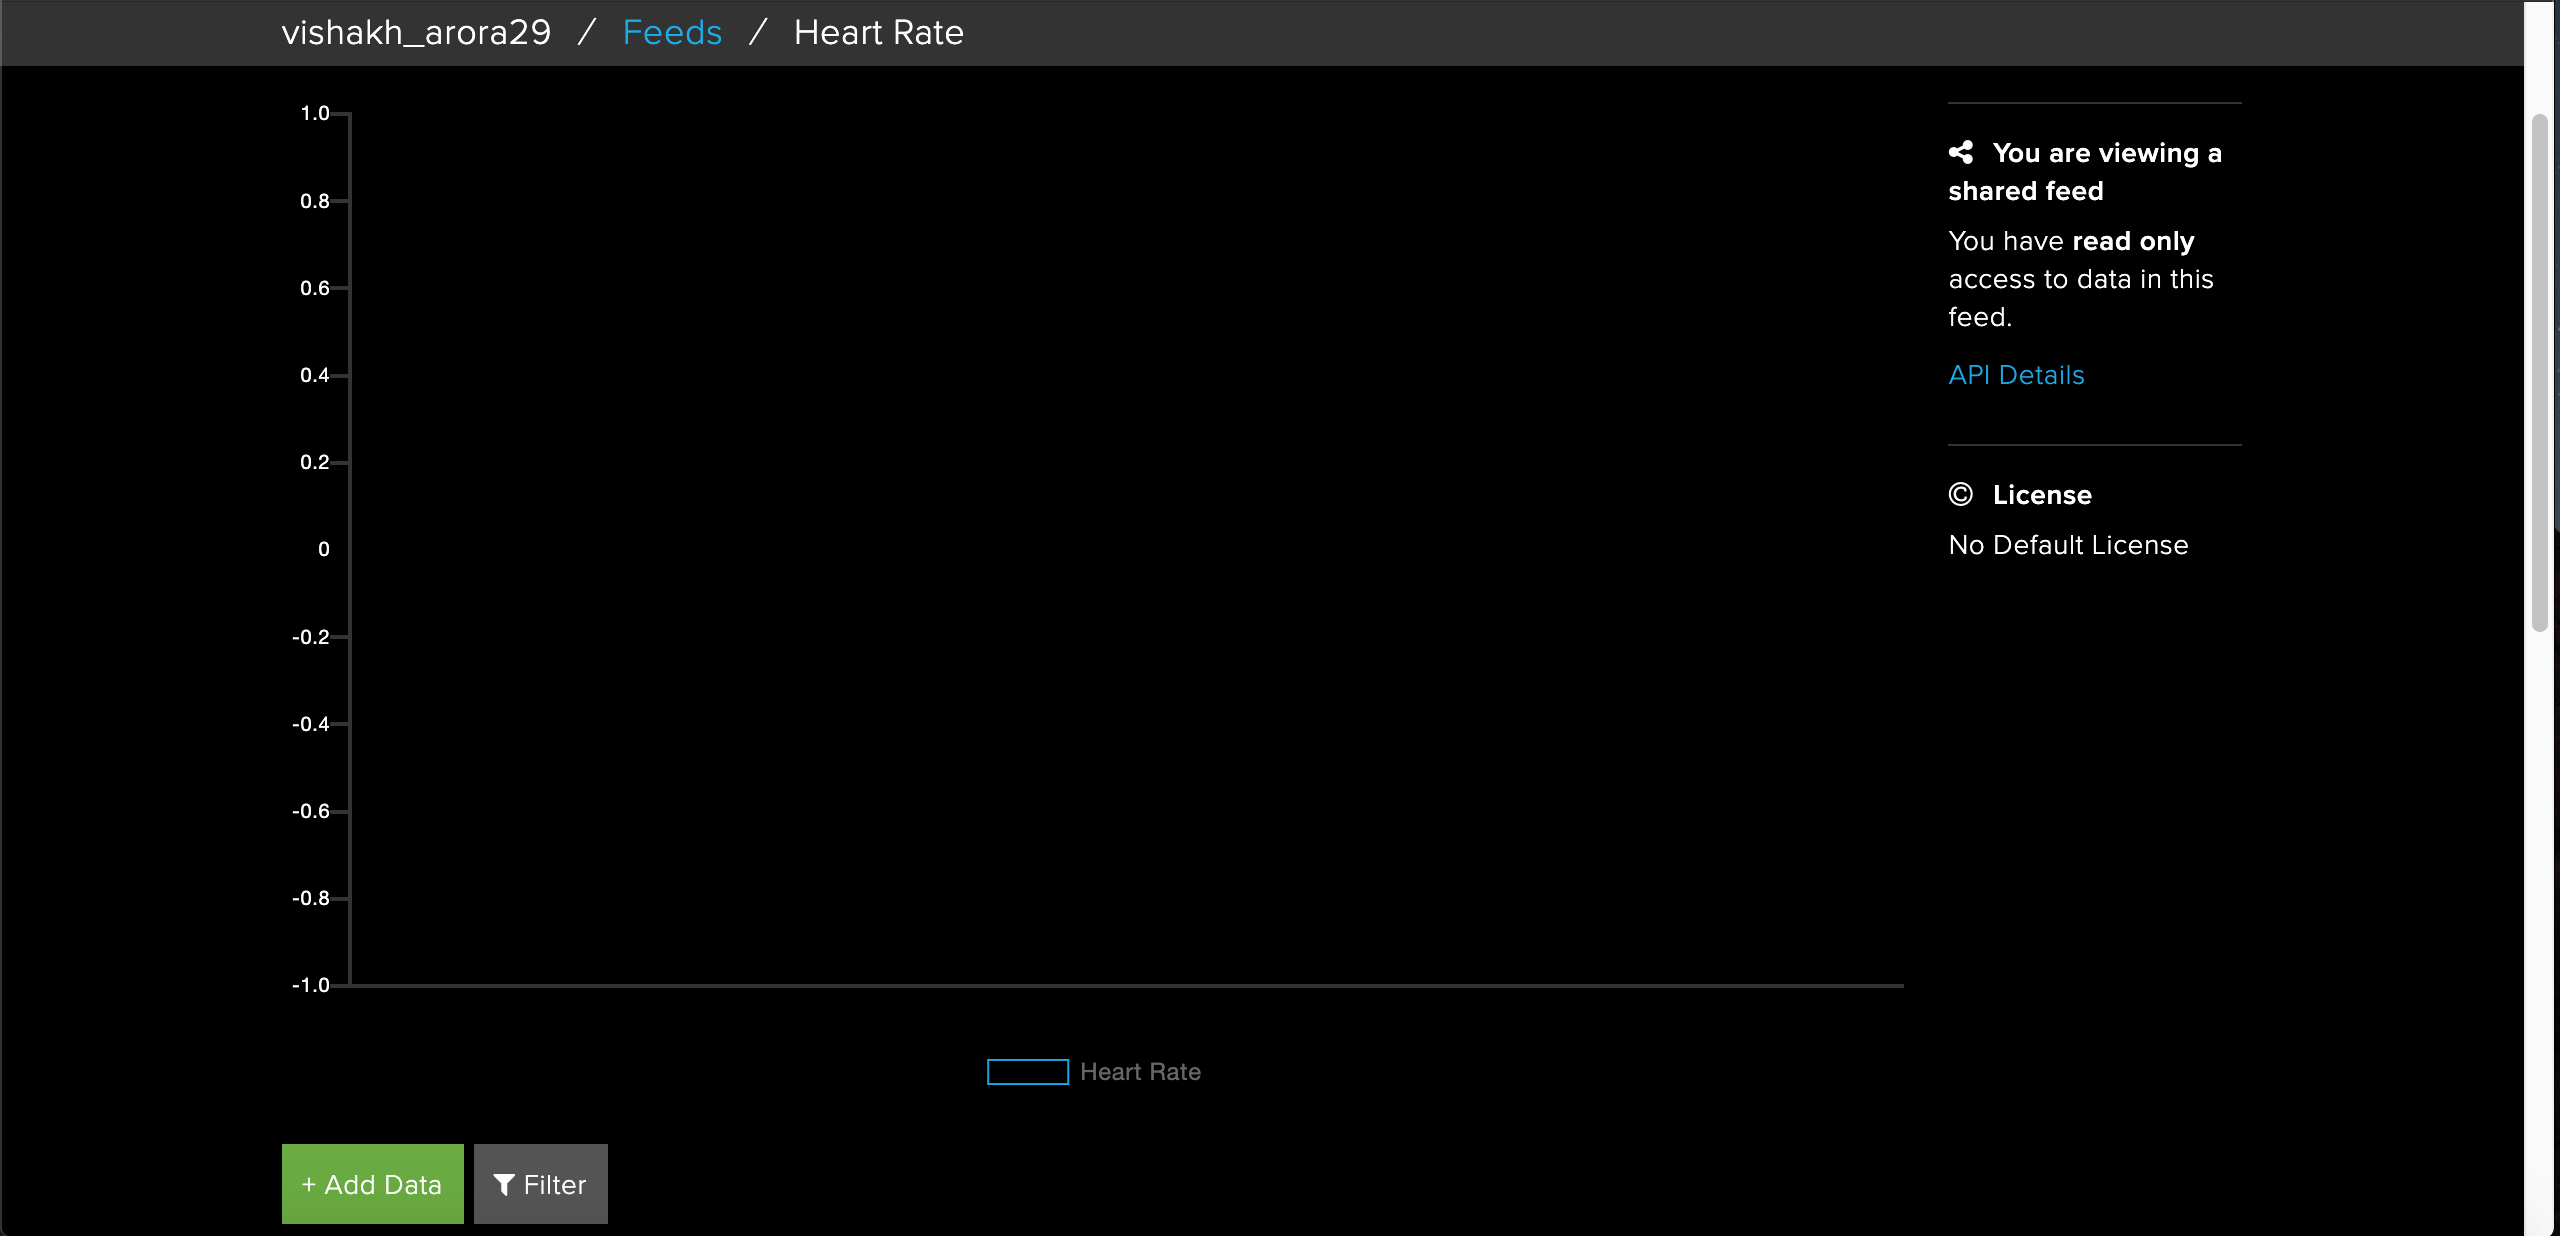 vishakh_arora29 / Feeds / Heart Rate
1.0
0.8
0.6
0.4
0.2
0
-0.2
-0.4
-0.6
-0.8
-1.0
Heart Rate
+ Add Data
Filter
You are viewing a
shared feed
You have read only
access to data in this
feed.
API Details
© License
No Default License